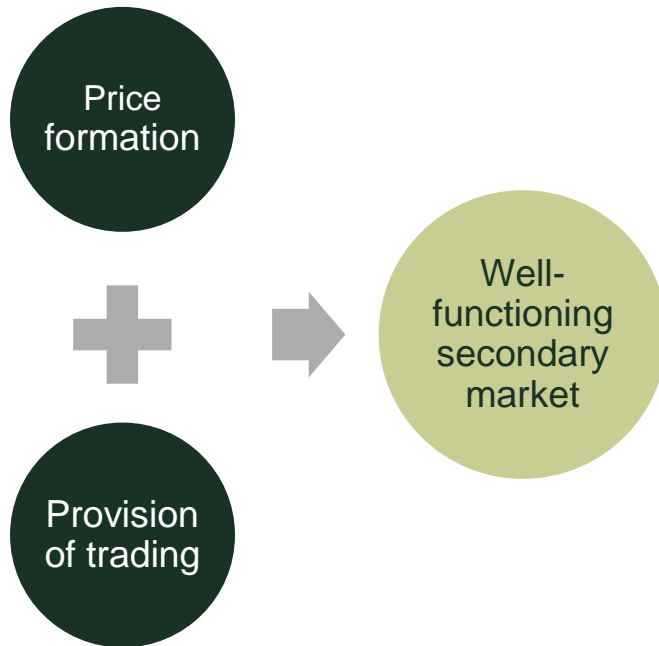 Price
formation
Well-
functioning
secondary
market
Provision
of trading